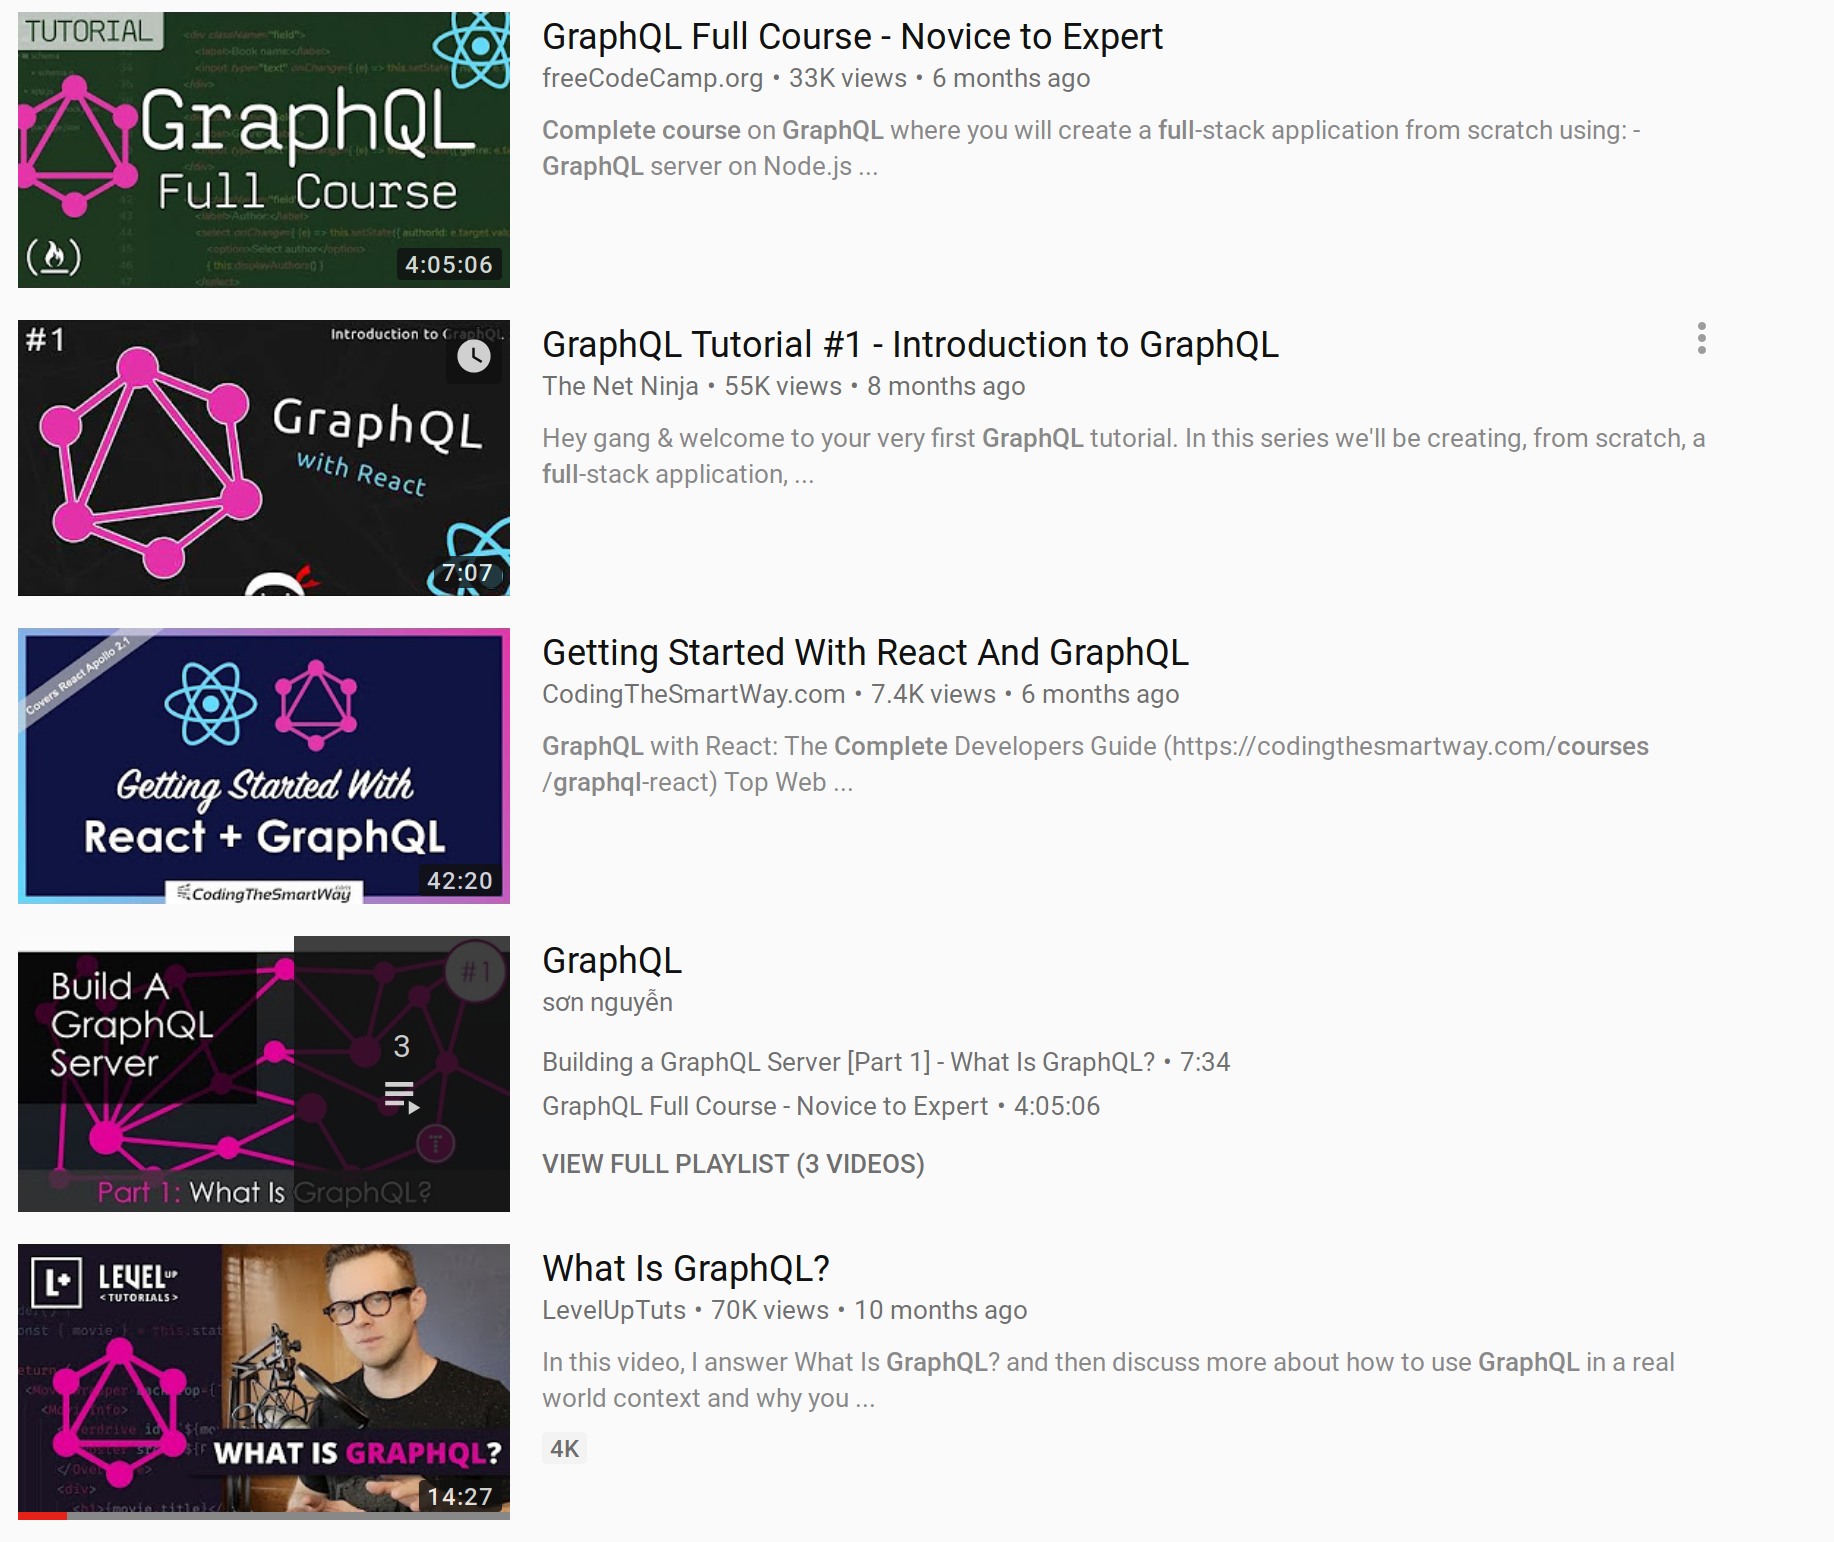 TUTORIAL
GraphQL
Full Course
4:05:06
GraphQL Full Course - Novice to Expert
freeCodeCamp.org • 33K views • 6 months ago
Complete course on GraphQL where you will create a full-stack application from scratch using: -
GraphQL server on Node.js ...
#1
Introduction to GraphQL
GraphQL
with React
7:07
GraphQL Tutorial #1 - Introduction to GraphQL
The Net Ninja • 55K views • 8 months ago
Hey gang & welcome to your very first GraphQL tutorial. In this series we'll be creating, from scratch, a
full-stack application, ...
Covers React Apollo 2.1
Getting Started With
React + GraphQL
CodingTheSmartWay
.com
42:20
Getting Started With React And GraphQL
CodingTheSmartWay.com • 7.4K views • 6 months ago
GraphQL with React: The Complete Developers Guide (https://codingthesmartway.com/courses
/graphql-react) Top Web ...
Build A
GraphQL
Server
#1
3
Part 1: What Is GraphQL?
GraphQL
sơn nguyễn
Building a GraphQL Server [Part 1] - What Is GraphQL? • 7:34
GraphQL Full Course - Novice to Expert • 4:05:06
VIEW FULL PLAYLIST (3 VIDEOS)
L+
LEVEL UP
<TUTORIALS>
WHAT IS GRAPHQL?
14:27
What Is GraphQL?
LevelUpTuts • 70K views • 10 months ago
In this video, I answer What Is GraphQL? and then discuss more about how to use GraphQL in a real
world context and why you ...
4K